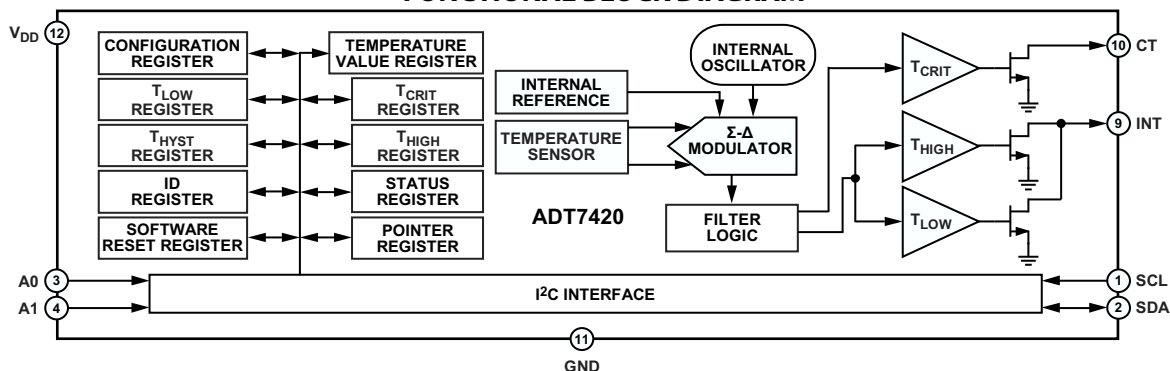 FUNCTIONAL BLOCK DIAGRAM
VDD 12
CONFIGURATION
REGISTER
TEMPERATURE
VALUE REGISTER
TLOW
REGISTER
TCRIT
REGISTER
THYST
REGISTER
THIGH
REGISTER
ID
REGISTER
STATUS
REGISTER
SOFTWARE
RESET REGISTER
POINTER
REGISTER
INTERNAL
OSCILLATOR
INTERNAL
REFERENCE
TEMPERATURE
SENSOR
Σ-Δ
MODULATOR
FILTER
LOGIC
ADT7420
TCRIT
THIGH
TLOW
10 CT
9 INT
A0 3
A1 4
I2C INTERFACE
1 SCL
2 SDA
11
GND